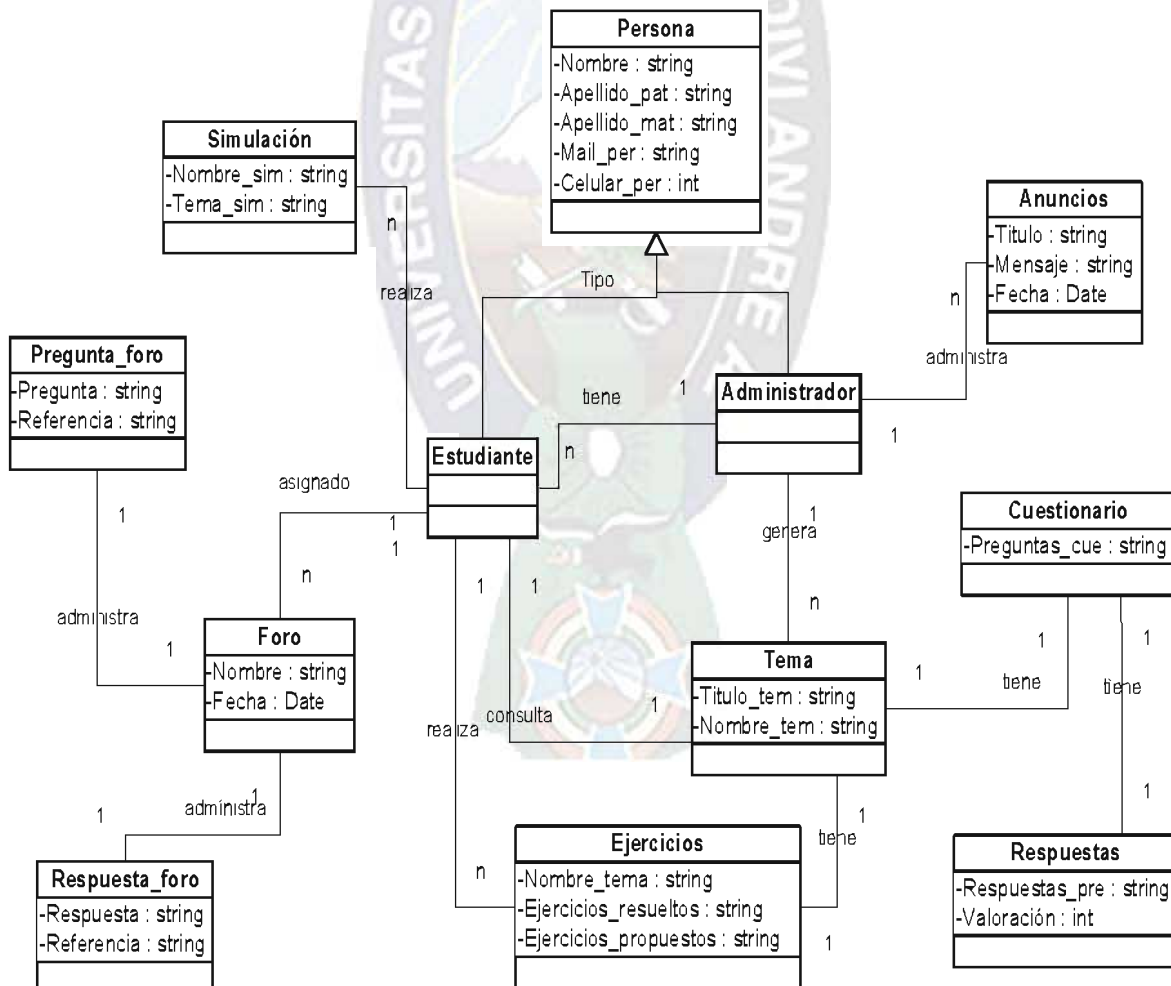 UNIVERSITAS
DIVI ANDRE A
Persona
-Nombre : string
-Apellido_pat : string
-Apellido_mat : string
-Mail_per : string
-Celular_per : int
Simulación
-Nombre_sim : string
-Tema_sim : string
n
realiza
Tipo
Anuncios
-Titulo : string
-Mensaje : string
-Fecha : Date
n
administra
1
Pregunta_foro
-Pregunta : string
-Referencia : string
1
administra
1
Administrador
1
tiene
n
Estudiante
asignado
1
1
n
1
1
genera
1
n
Cuestionario
-Preguntas_cue : string
1
tiene
1
1
tiene
1
Foro
-Nombre : string
-Fecha : Date
Tema
-Titulo_tem : string
-Nombre_tem : string
realiza
consulta
1
n
1
administra
1
1
tiene
1
Respuesta_foro
-Respuesta : string
-Referencia : string
Ejercicios
-Nombre_tema : string
-Ejercicios_resueltos : string
-Ejercicios_propuestos : string
Respuestas
-Respuestas_pre : string
-Valoración : int